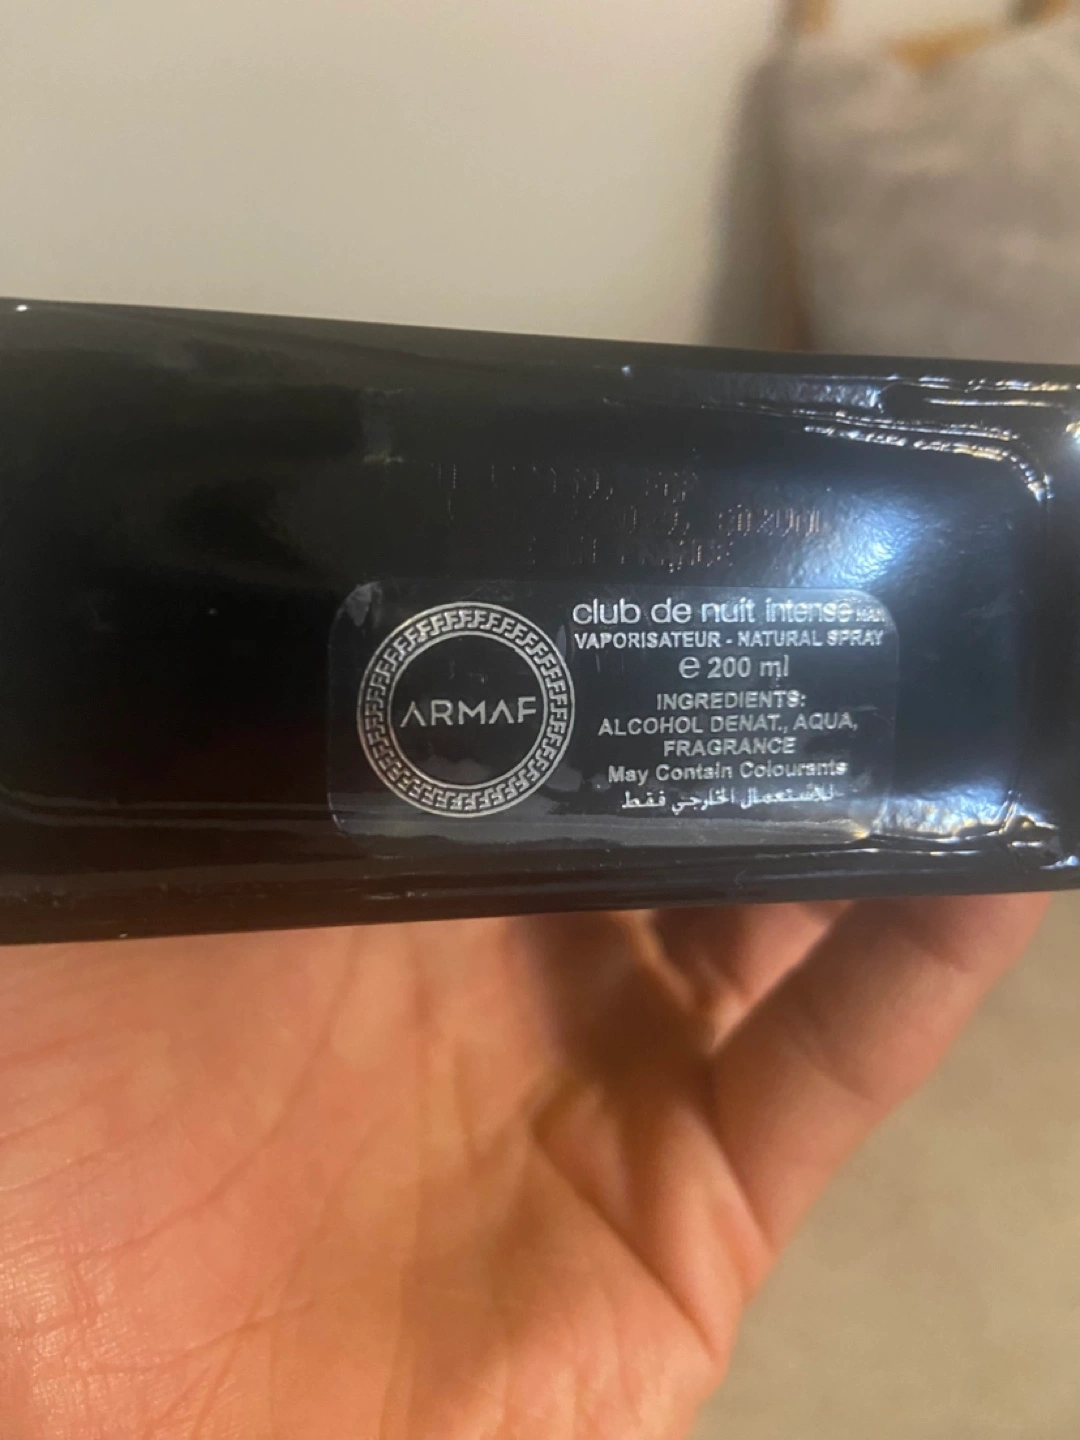 ARMAF
club de nuit intense MAN
VAPORISATEUR - NATURAL SPRAY
e 200 ml
INGREDIENTS:
ALCOHOL DENAT., AQUA,
FRAGRANCE
May Contain Colourants
للاستعمال الخارجي فقط